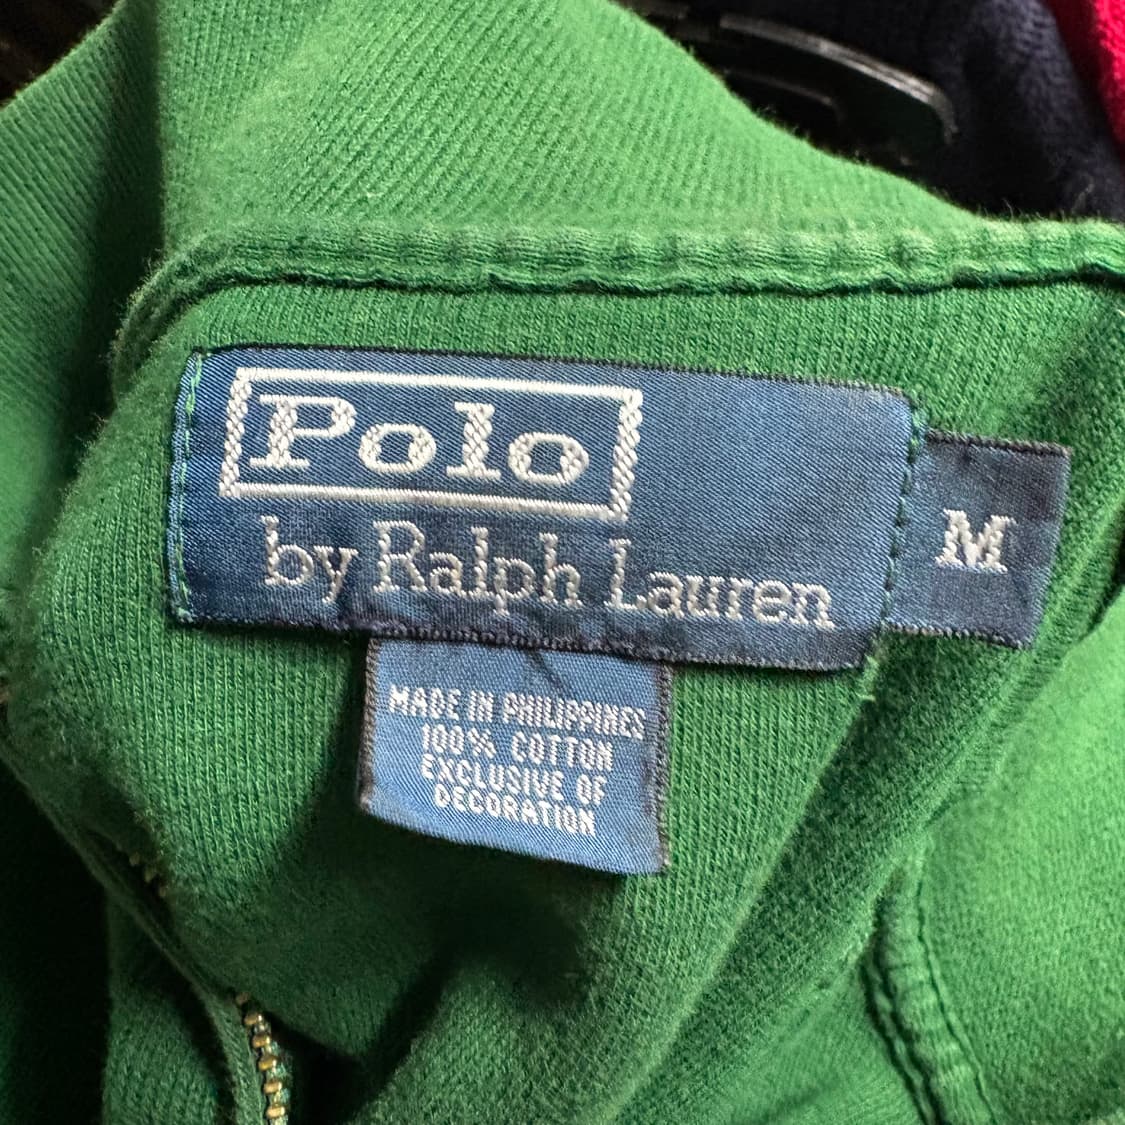 Polo
by Ralph Lauren
M
MADE IN PHILIPPINES
100% COTTON
EXCLUSIVE OF
DECORATION